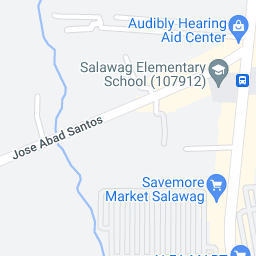 Audibly Hearing
Aid Center
Salawag Elementary
School (107912)
Jose Abad Santos
Savemore
Market Salawag